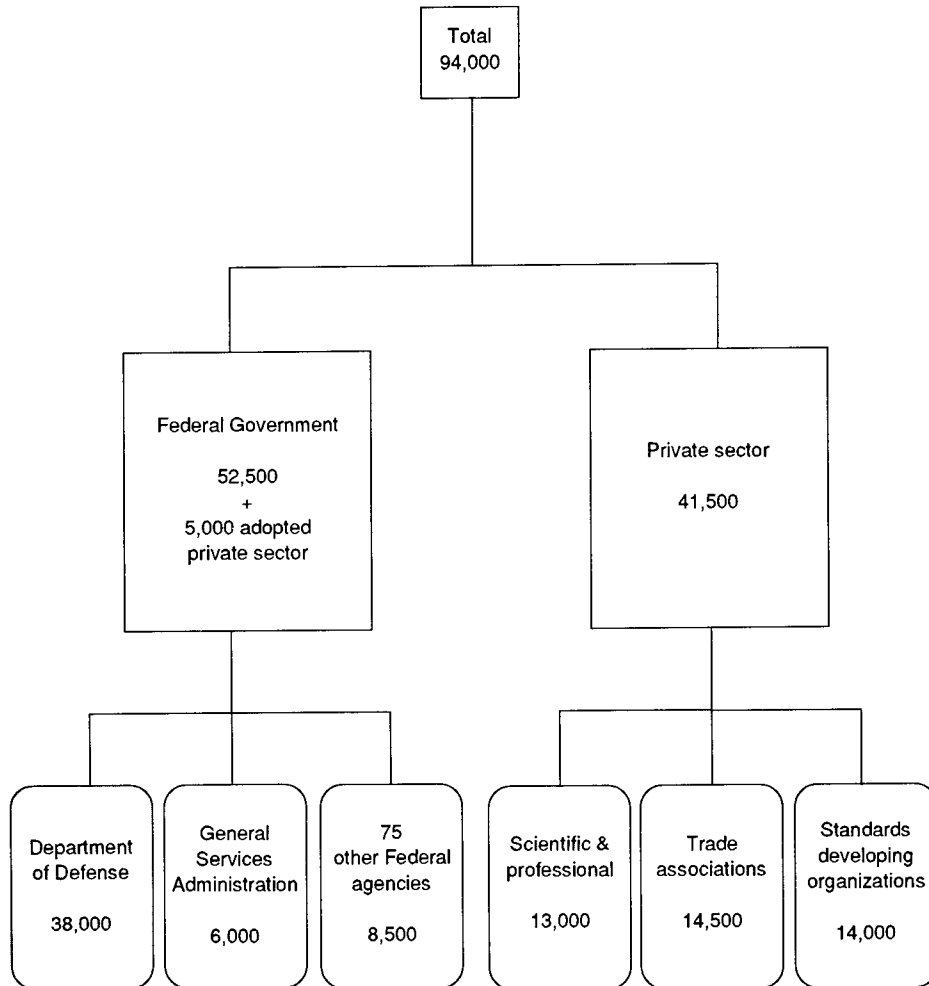 Total
94,000
Federal Government
52,500
+
5,000 adopted
private sector
Private sector
41,500
Department
of Defense
38,000
General
Services
Administration
6,000
75
other Federal
agencies
8,500
Scientific &
professional
13,000
Trade
associations
14,500
Standards
developing
organizations
14,000